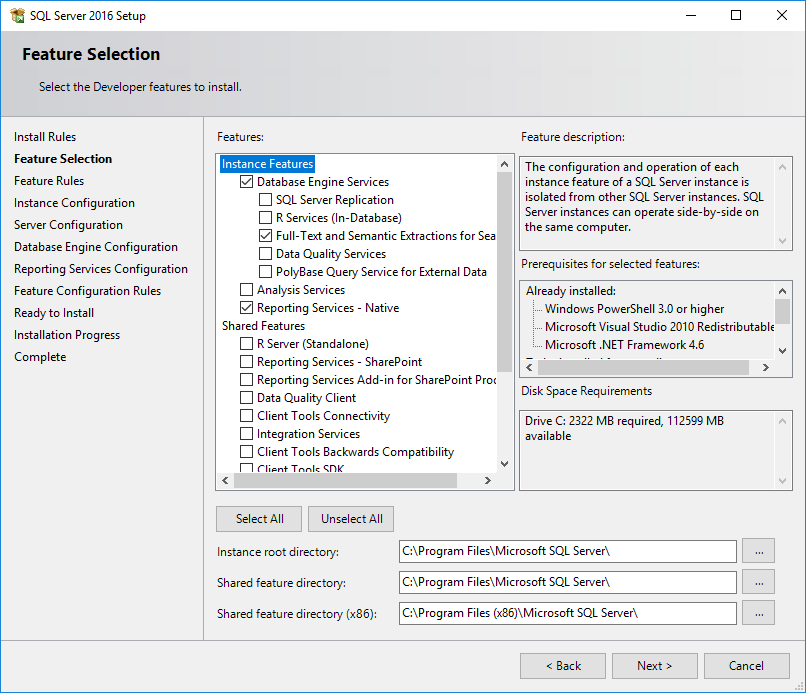 SQL Server 2016 Setup
Feature Selection
Select the Developer features to install.
Install Rules
Feature Selection
Feature Rules
Instance Configuration
Server Configuration
Database Engine Configuration
Reporting Services Configuration
Feature Configuration Rules
Ready to Install
Installation Progress
Complete
Features:
Instance Features
Database Engine Services
SQL Server Replication
R Services (In-Database)
Full-Text and Semantic Extractions for Sea
Data Quality Services
PolyBase Query Service for External Data
Analysis Services
Reporting Services - Native
Shared Features
R Server (Standalone)
Reporting Services - SharePoint
Reporting Services Add-in for SharePoint Proc
Data Quality Client
Client Tools Connectivity
Integration Services
Client Tools Backwards Compatibility
Client Tools SDK
Select All
Unselect All
Feature description:
The configuration and operation of each
instance feature of a SQL Server instance is
isolated from other SQL Server instances. SQL
Server instances can operate side-by-side on
the same computer.
Prerequisites for selected features:
Already installed:
Windows PowerShell 3.0 or higher
Microsoft Visual Studio 2010 Redistributable
Microsoft .NET Framework 4.6
Disk Space Requirements
Drive C: 2322 MB required, 112599 MB
available
Instance root directory:
C:\Program Files\Microsoft SQL Server\
...
Shared feature directory:
C:\Program Files\Microsoft SQL Server\
...
Shared feature directory (x86):
C:\Program Files (x86)\Microsoft SQL Server\
...
< Back
Next >
Cancel